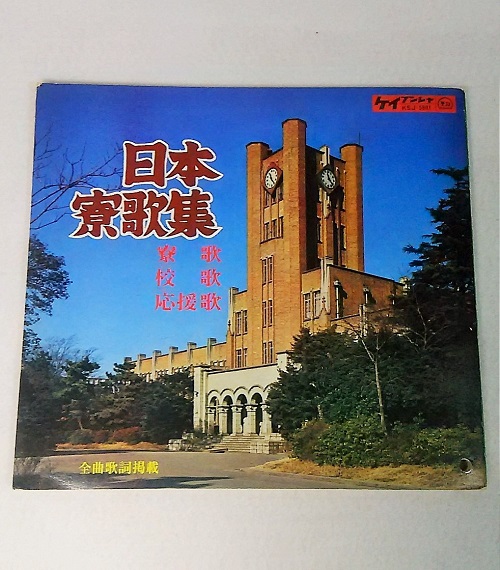 ケイブンシャ
日本
寮歌集
寮歌
校歌
応援歌
全曲歌詞掲載